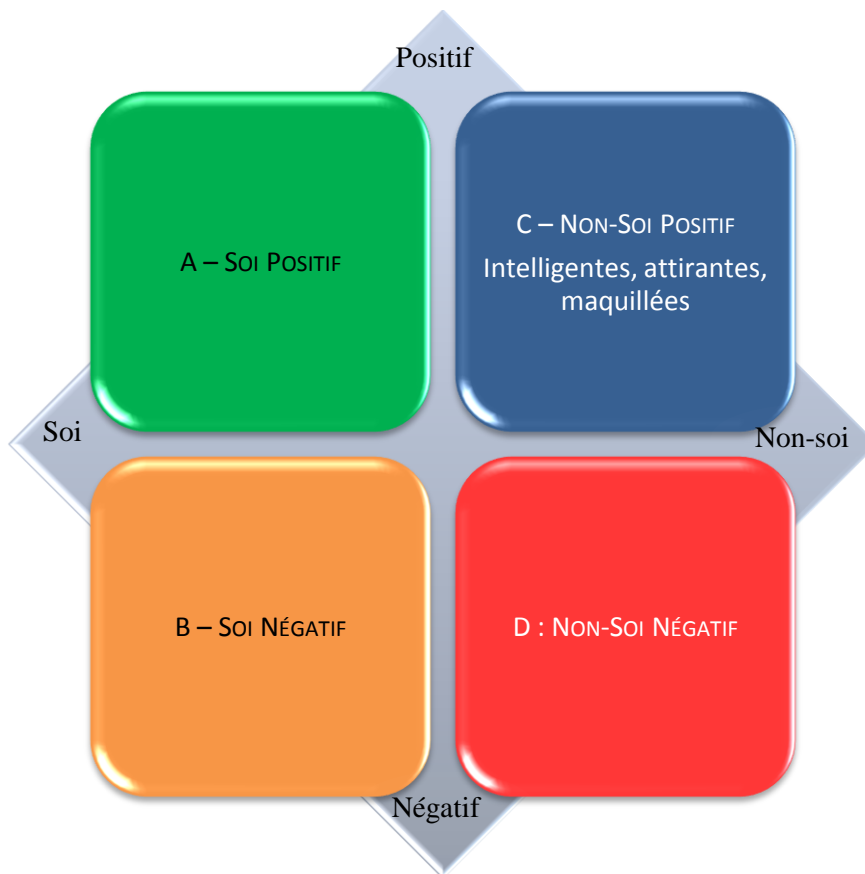 Positif
A – Soi Positif
C – Non-Soi Positif
Intelligentes, attirantes,
maquillées
Soi
Non-soi
B – Soi Négatif
D : Non-Soi Négatif
Négatif